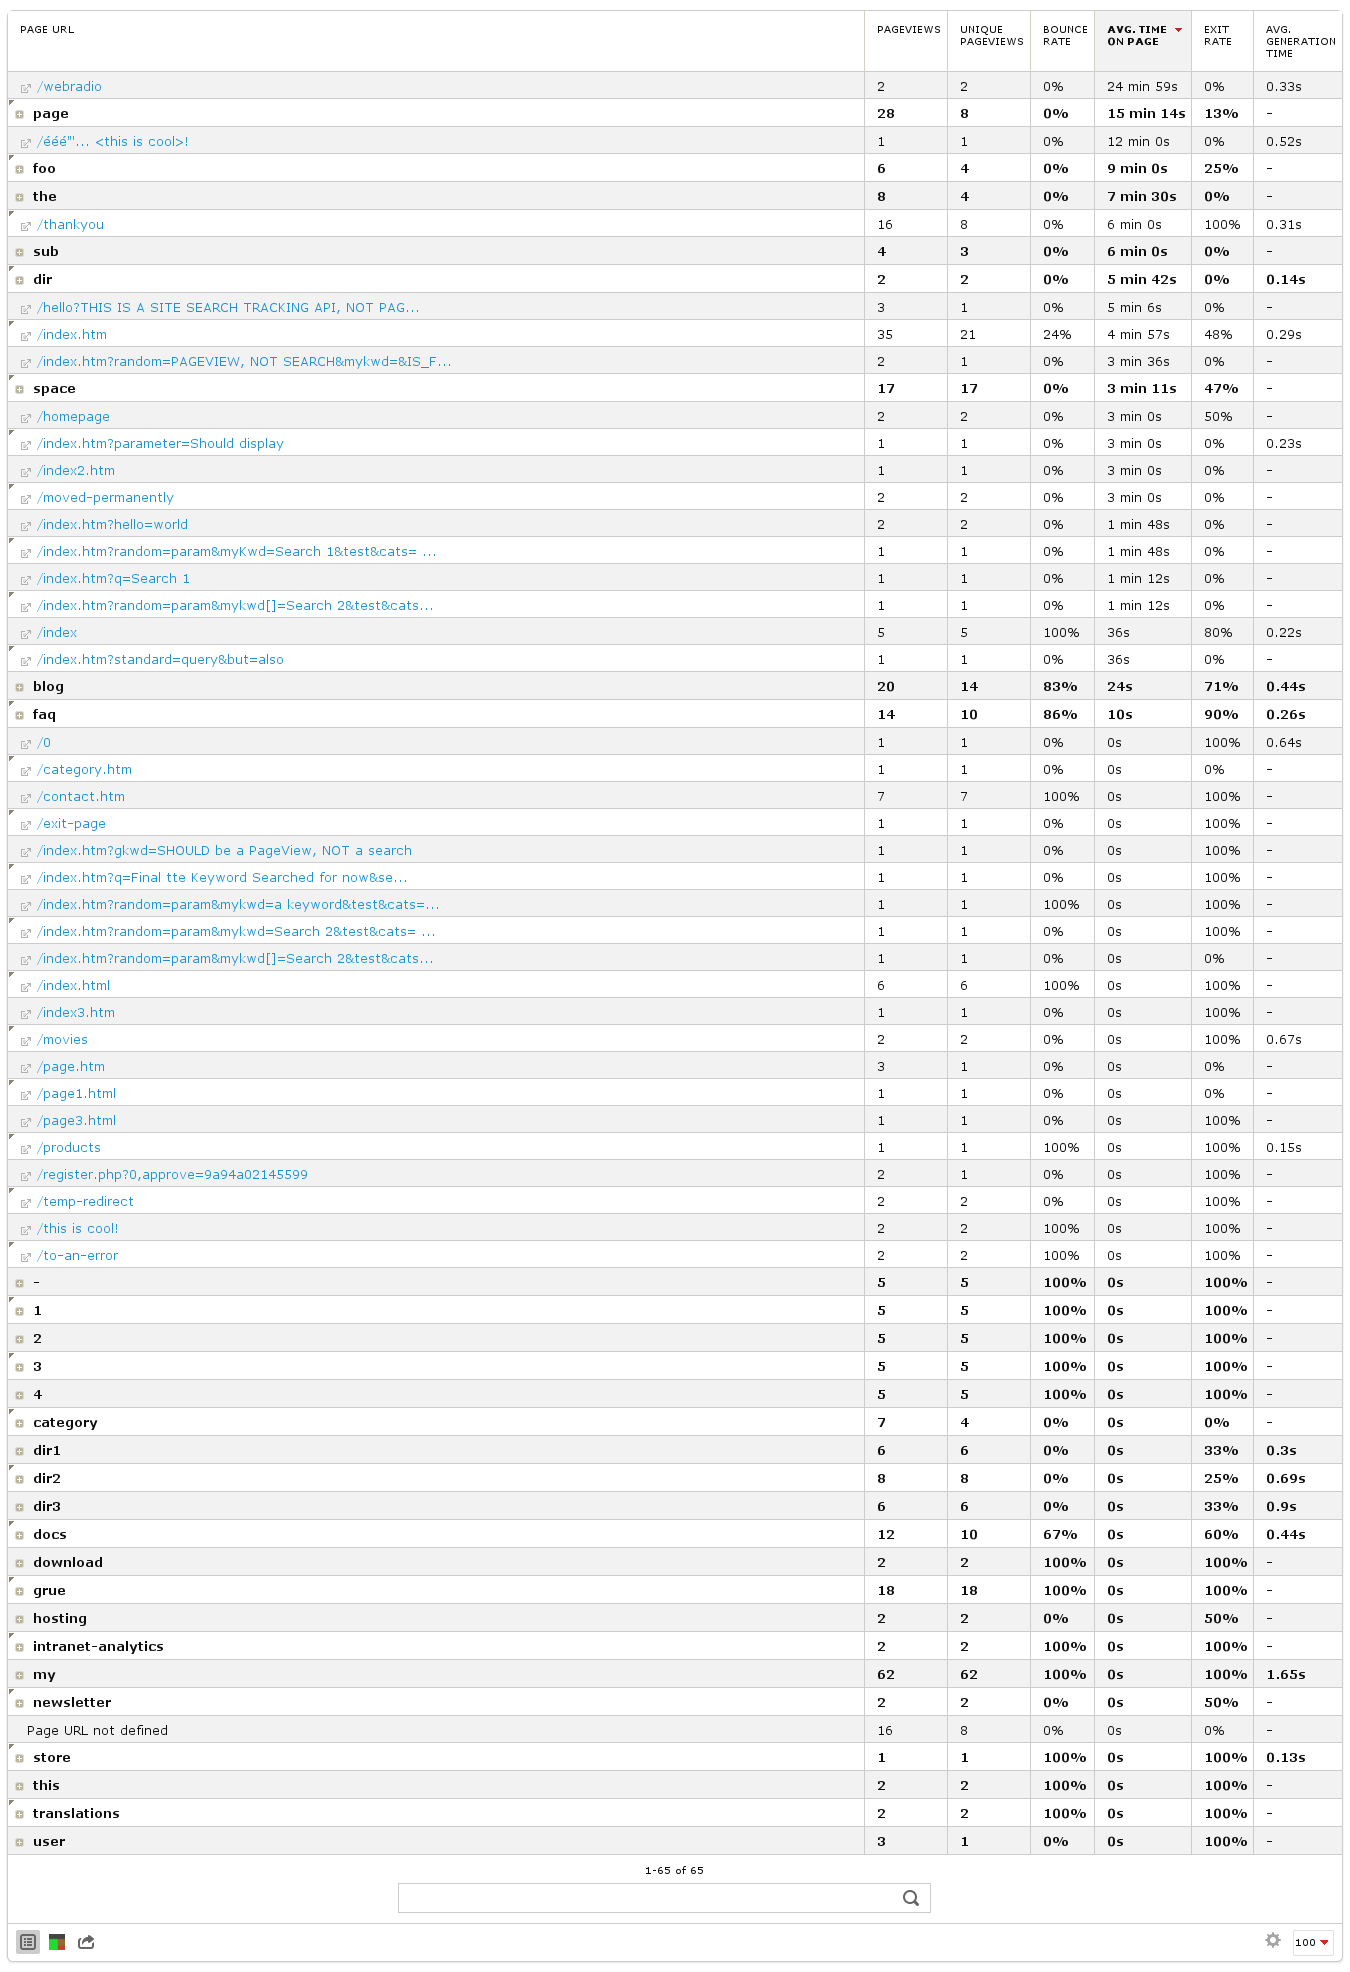 PAGE URL PAGEVIEWS UNIQUE PAGEVIEWS BOUNCE RATE AVG. TIME ON PAGE EXIT RATE AVG. GENERATION TIME
/webradio 2 2 0% 24 min 59s 0% 0.33s
page 28 8 0% 15 min 14s 13% -
/ééé"'... <this is cool>! 1 1 0% 12 min 0s 0% 0.52s
foo 6 4 0% 9 min 0s 25% -
the 8 4 0% 7 min 30s 0% -
/thankyou 16 8 0% 6 min 0s 100% 0.31s
sub 4 3 0% 6 min 0s 0% -
dir 2 2 0% 5 min 42s 0% 0.14s
/hello?THIS IS A SITE SEARCH TRACKING API, NOT PAG... 3 1 0% 5 min 6s 0% -
/index.htm 35 21 24% 4 min 57s 48% 0.29s
/index.htm?random=PAGEVIEW, NOT SEARCH&mykwd=&IS_F... 2 1 0% 3 min 36s 0% -
space 17 17 0% 3 min 11s 47% -
/homepage 2 2 0% 3 min 0s 50% -
/index.htm?parameter=Should display 1 1 0% 3 min 0s 0% 0.23s
/index2.htm 1 1 0% 3 min 0s 0% -
/moved-permanently 2 2 0% 3 min 0s 0% -
/index.htm?hello=world 2 2 0% 1 min 48s 0% -
/index.htm?random=param&myKwd=Search 1&test&cats= ... 1 1 0% 1 min 48s 0% -
/index.htm?q=Search 1 1 1 0% 1 min 12s 0% -
/index.htm?random=param&mykwd[]=Search 2&test&cats... 1 1 0% 1 min 12s 0% -
/index 5 5 100% 36s 80% 0.22s
/index.htm?standard=query&but=also 1 1 0% 36s 0% -
blog 20 14 83% 24s 71% 0.44s
faq 14 10 86% 10s 90% 0.26s
/0 1 1 0% 0s 100% 0.64s
/category.htm 1 1 0% 0s 0% -
/contact.htm 7 7 100% 0s 100% -
/exit-page 1 1 0% 0s 100% -
/index.htm?gkwd=SHOULD be a PageView, NOT a search 1 1 0% 0s 100% -
/index.htm?q=Final tte Keyword Searched for now&se... 1 1 0% 0s 100% -
/index.htm?random=param&mykwd=a keyword&test&cats=... 1 1 100% 0s 100% -
/index.htm?random=param&mykwd=Search 2&test&cats= ... 1 1 0% 0s 100% -
/index.htm?random=param&mykwd[]=Search 2&test&cats... 1 1 0% 0s 0% -
/index.html 6 6 100% 0s 100% -
/index3.htm 1 1 0% 0s 100% -
/movies 2 2 0% 0s 100% 0.67s
/page.htm 3 1 0% 0s 0% -
/page1.html 1 1 0% 0s 0% -
/page3.html 1 1 0% 0s 100% -
/products 1 1 100% 0s 100% 0.15s
/register.php?0,approve=9a94a02145599 2 1 0% 0s 100% -
/temp-redirect 2 2 0% 0s 100% -
/this is cool! 2 2 100% 0s 100% -
/to-an-error 2 2 100% 0s 100% -
- 5 5 100% 0s 100% -
1 5 5 100% 0s 100% -
2 5 5 100% 0s 100% -
3 5 5 100% 0s 100% -
4 5 5 100% 0s 100% -
category 7 4 0% 0s 0% -
dir1 6 6 0% 0s 33% 0.3s
dir2 8 8 0% 0s 25% 0.69s
dir3 6 6 0% 0s 33% 0.9s
docs 12 10 67% 0s 60% 0.44s
download 2 2 100% 0s 100% -
grue 18 18 100% 0s 100% -
hosting 2 2 0% 0s 50% -
intranet-analytics 2 2 100% 0s 100% -
my 62 62 100% 0s 100% 1.65s
newsletter 2 2 0% 0s 50% -
Page URL not defined 16 8 0% 0s 0% -
store 1 1 100% 0s 100% 0.13s
this 2 2 100% 0s 100% -
translations 2 2 100% 0s 100% -
user 3 1 0% 0s 100% -
1-65 of 65
100